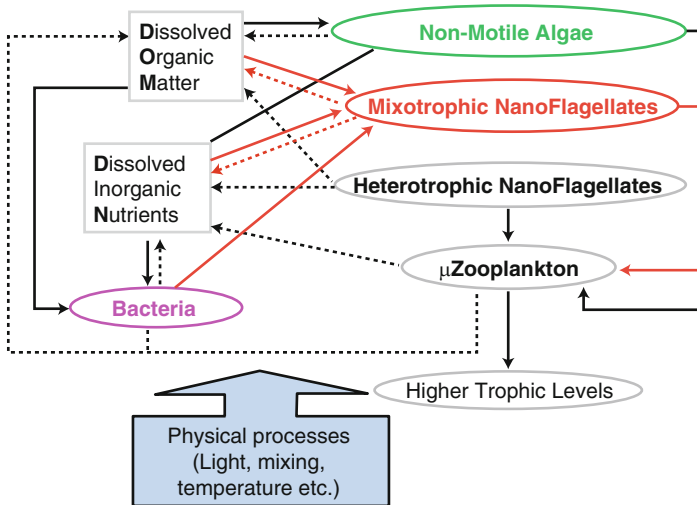 Dissolved
Organic
Matter
Non-Motile Algae
Mixotrophic NanoFlagellates
Dissolved
Inorganic
Nutrients
Heterotrophic NanoFlagellates
μZooplankton
Bacteria
Higher Trophic Levels
Physical processes
(Light, mixing,
temperature etc.)